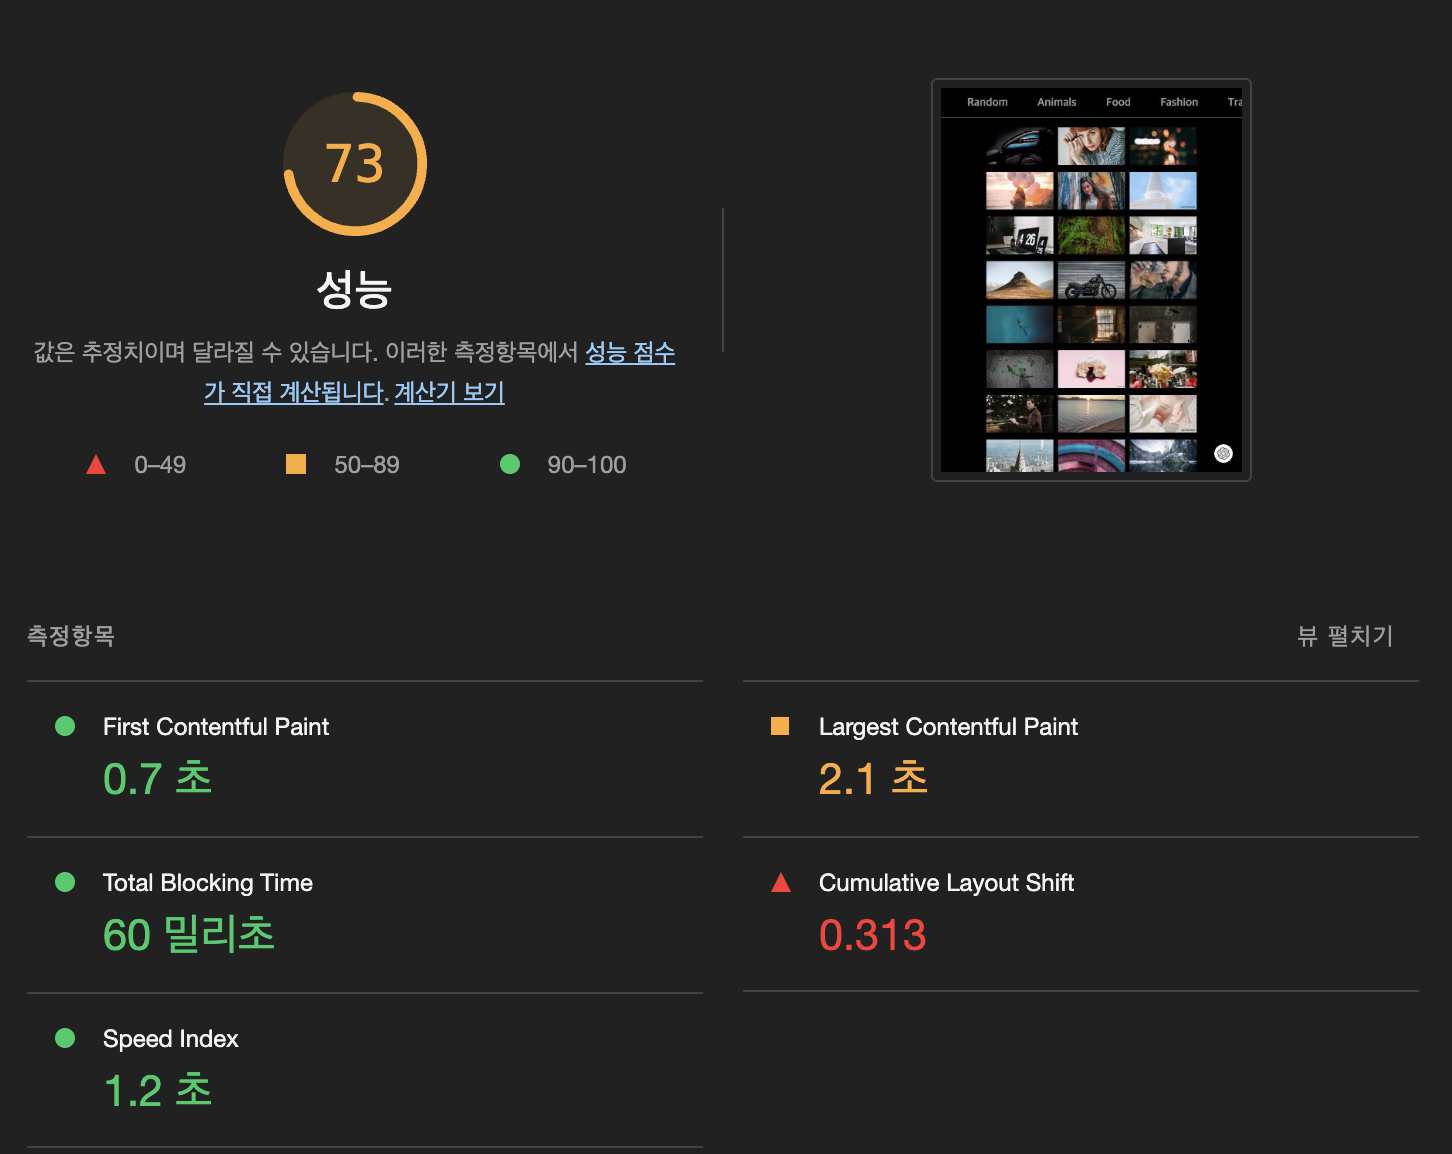 73
성능
값은 추정치이며 달라질 수 있습니다. 이러한 측정항목에서 성능 점수
가 직접 계산됩니다. 계산기 보기
0–49 50–89 90–100
Random Animals Food Fashion Tra
4 26
측정항목 뷰 펼치기
First Contentful Paint
0.7 초
Largest Contentful Paint
2.1 초
Total Blocking Time
60 밀리초
Cumulative Layout Shift
0.313
Speed Index
1.2 초